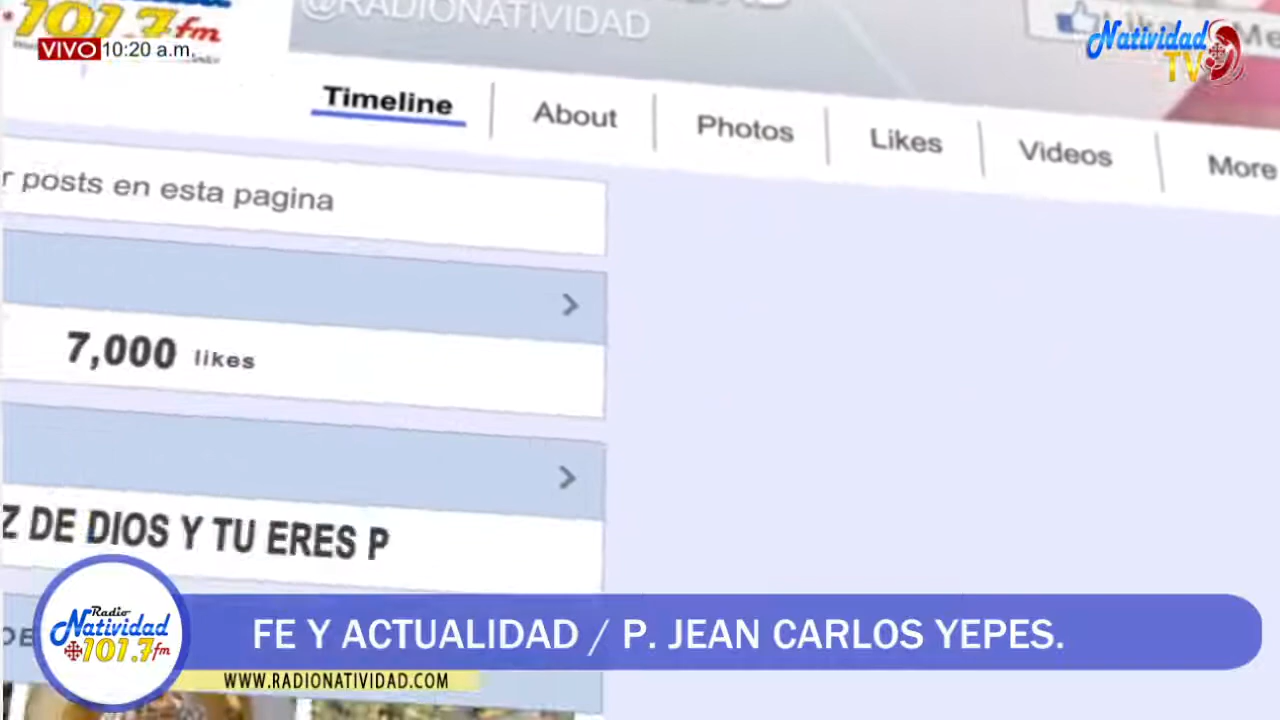 101.7 fm
@RADIONATIVIDAD
VIVO 10:20 a.m.
Natividad
TV
Timeline
About
Photos
Likes
Videos
More
posts en esta pagina
7,000 likes
DE DIOS Y TU ERES P
Radio
Natividad
101.7 fm
FE Y ACTUALIDAD / P. JEAN CARLOS YEPES.
WWW.RADIONATIVIDAD.COM